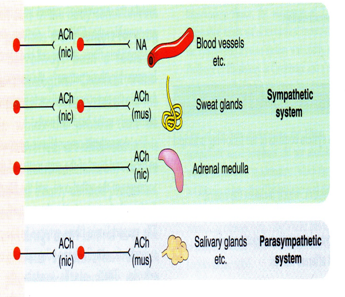 ACh
(nic)
NA
Blood vessels
etc.
ACh
(nic)
ACh
(mus)
Sweat glands
Sympathetic
system
ACh
(nic)
Adrenal medulla
ACh
(nic)
ACh
(mus)
Salivary glands
etc.
Parasympathetic
system